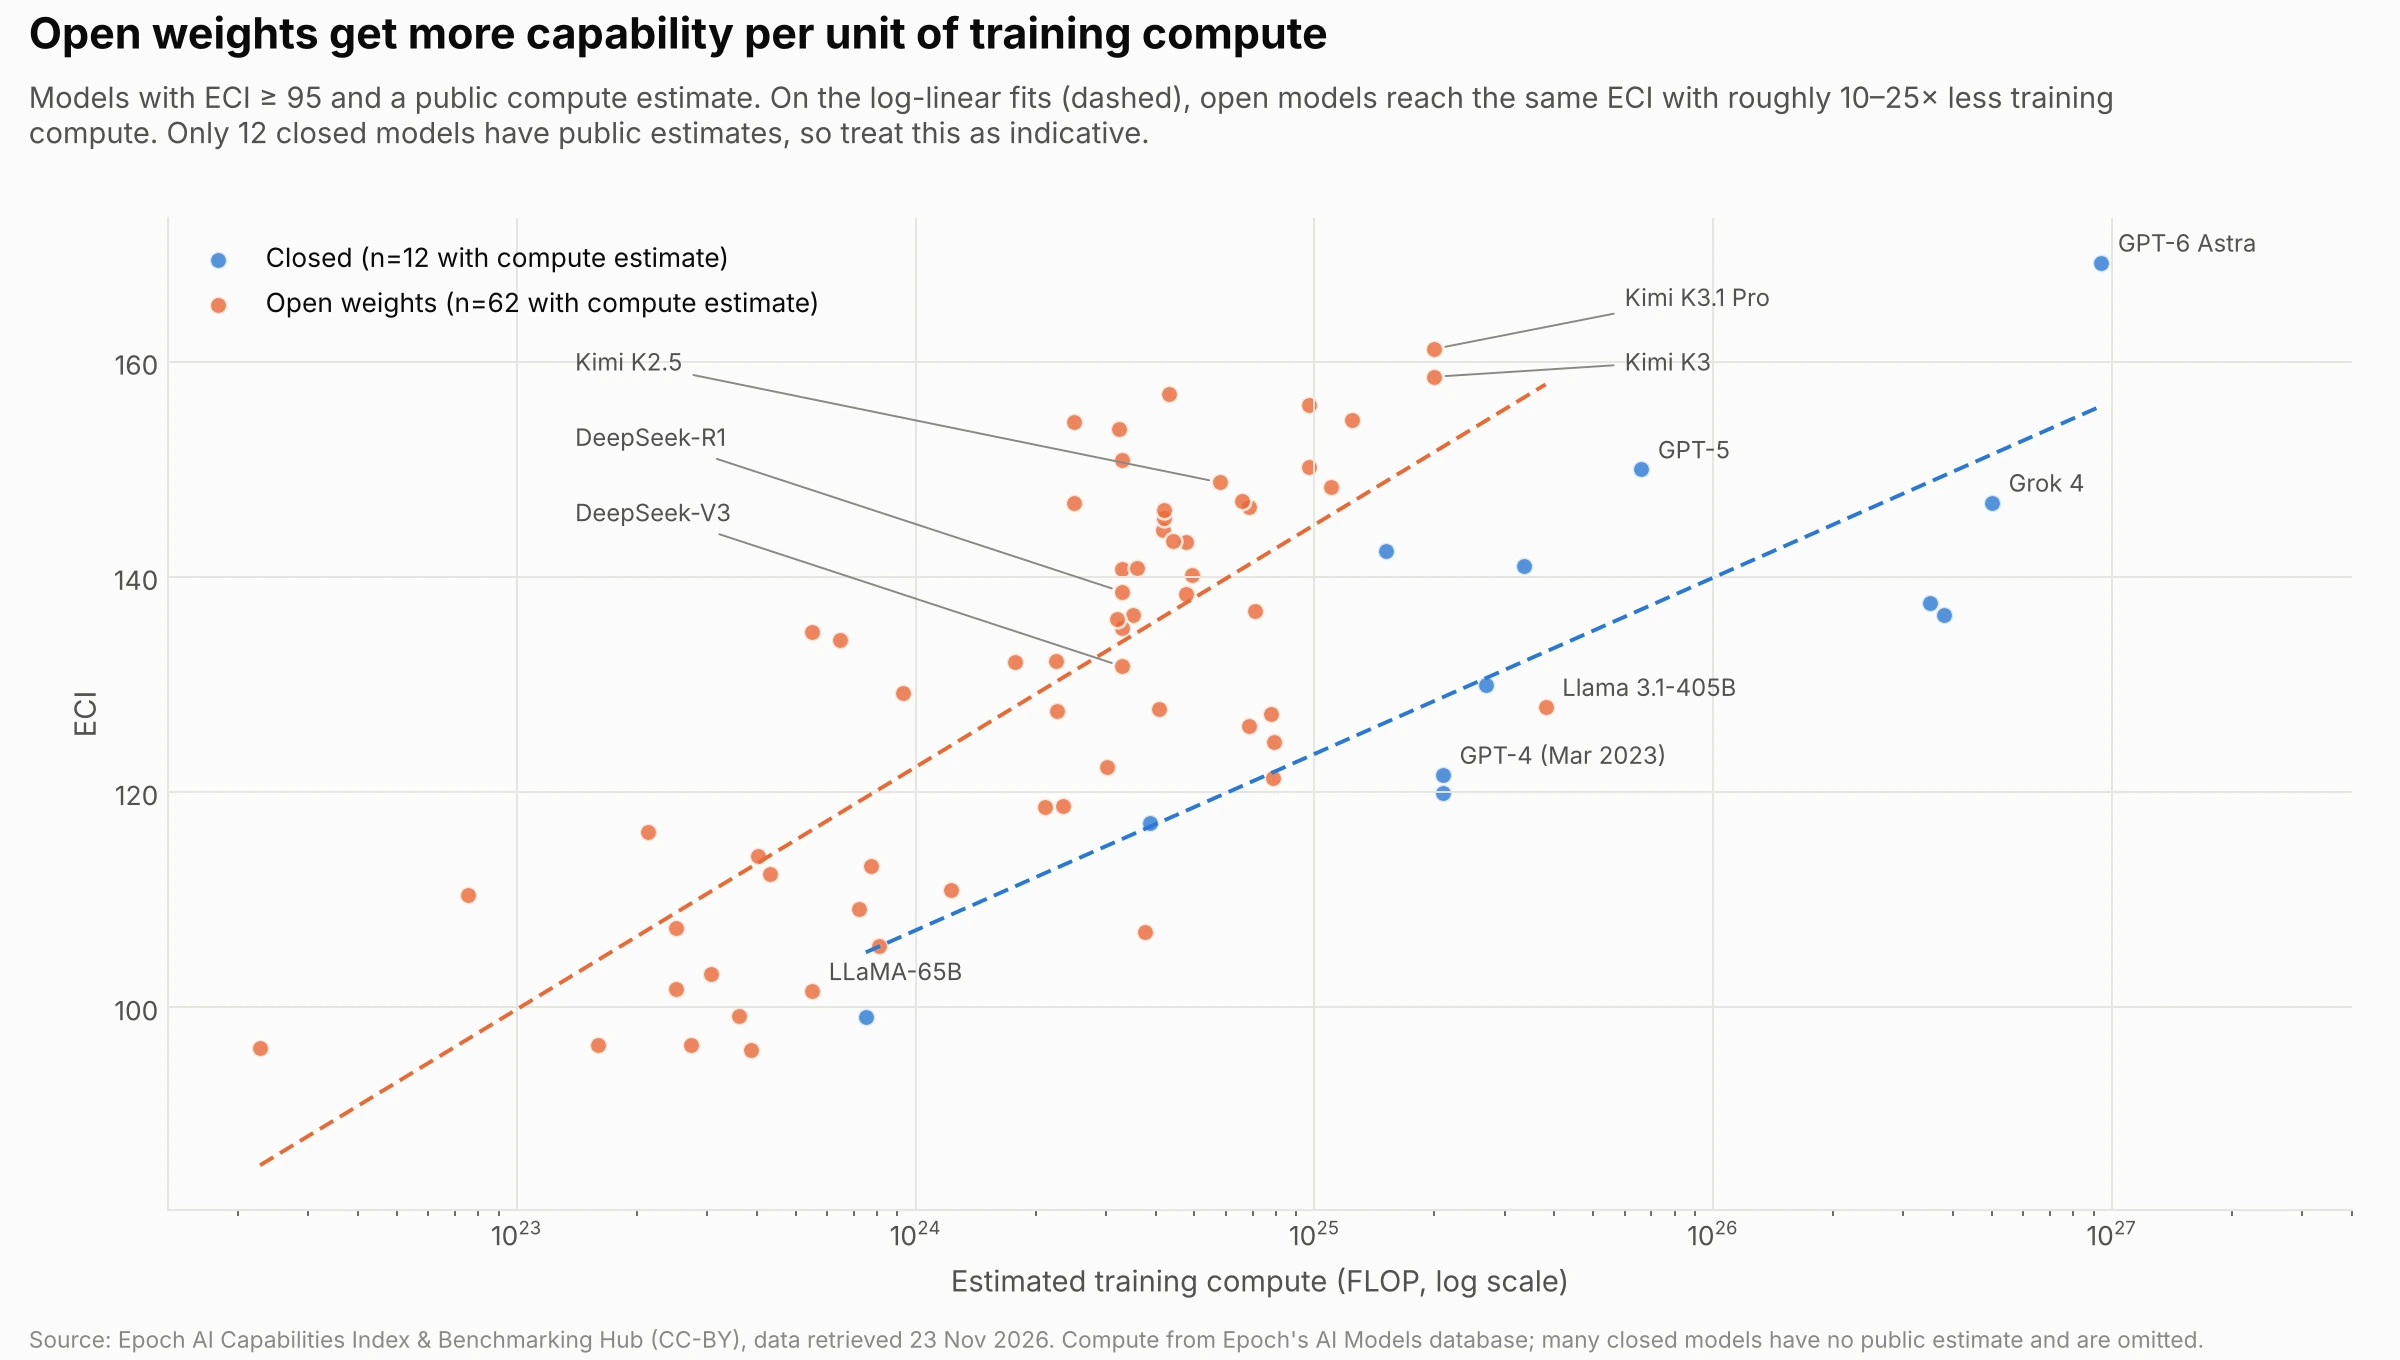 Open weights get more capability per unit of training compute
Models with ECI ≥ 95 and a public compute estimate. On the log-linear fits (dashed), open models reach the same ECI with roughly 10–25× less training
compute. Only 12 closed models have public estimates, so treat this as indicative.
Closed (n=12 with compute estimate)
Open weights (n=62 with compute estimate)
GPT-6 Astra
Kimi K3.1 Pro
Kimi K3
Kimi K2.5
DeepSeek-R1
DeepSeek-V3
GPT-5
Grok 4
Llama 3.1-405B
GPT-4 (Mar 2023)
LLaMA-65B
160
140
120
100
ECI
10²³
10²⁴
10²⁵
10²⁶
10²⁷
Estimated training compute (FLOP, log scale)
Source: Epoch AI Capabilities Index & Benchmarking Hub (CC-BY), data retrieved 23 Nov 2026. Compute from Epoch's AI Models database; many closed models have no public estimate and are omitted.